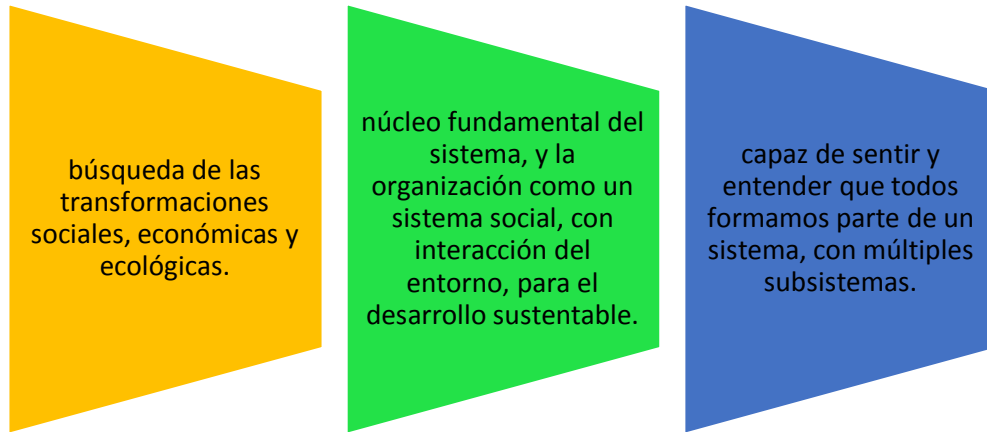 búsqueda de las
transformaciones
sociales, económicas y
ecológicas.
núcleo fundamental del
sistema, y la
organización como un
sistema social, con
interacción del
entorno, para el
desarrollo sustentable.
capaz de sentir y
entender que todos
formamos parte de un
sistema, con múltiples
subsistemas.